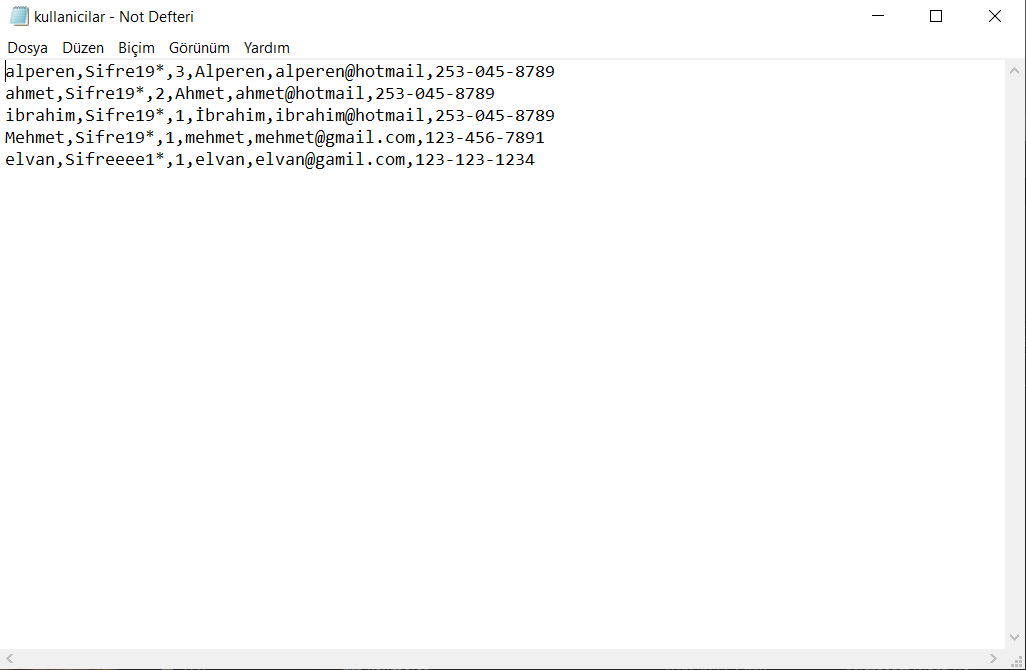 kullanicilar - Not Defteri
Dosya Düzen Biçim Görünüm Yardım
alperen,Sifre19*,3,Alperen,alperen@hotmail,253-045-8789
ahmet,Sifre19*,2,Ahmet,ahmet@hotmail,253-045-8789
ibrahim,Sifre19*,1,İbrahim,ibrahim@hotmail,253-045-8789
Mehmet,Sifre19*,1,mehmet,mehmet@gmail.com,123-456-7891
elvan,Sifreeee1*,1,elvan,elvan@gamil.com,123-123-1234